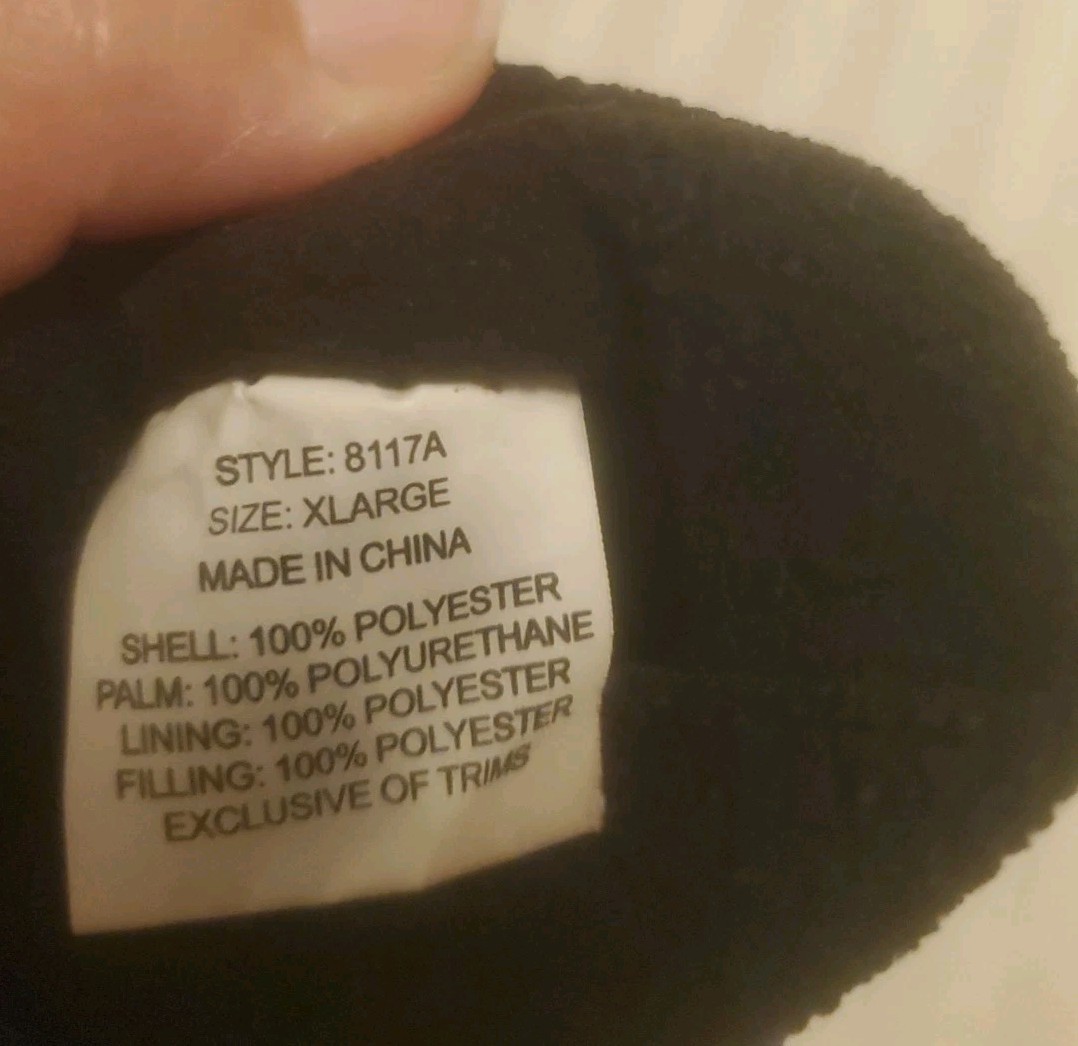 STYLE: 8117A
SIZE: XLARGE
MADE IN CHINA
SHELL: 100% POLYESTER
PALM: 100% POLYURETHANE
LINING: 100% POLYESTER
FILLING: 100% POLYESTER
EXCLUSIVE OF TRIMS